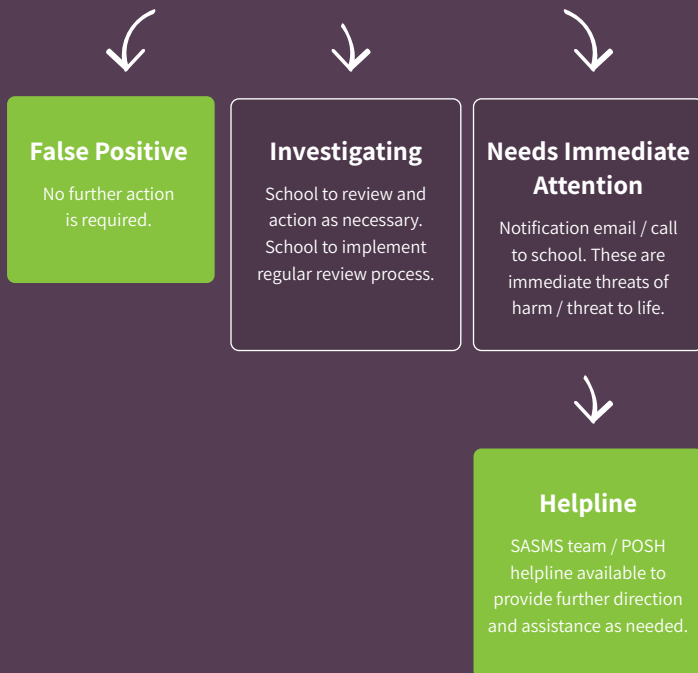 False Positive
No further action
is required.
Investigating
School to review and
action as necessary.
School to implement
regular review process.
Needs Immediate
Attention
Notification email / call
to school. These are
immediate threats of
harm / threat to life.
Helpline
SASMS team / POSH
helpline available to
provide further direction
and assistance as needed.